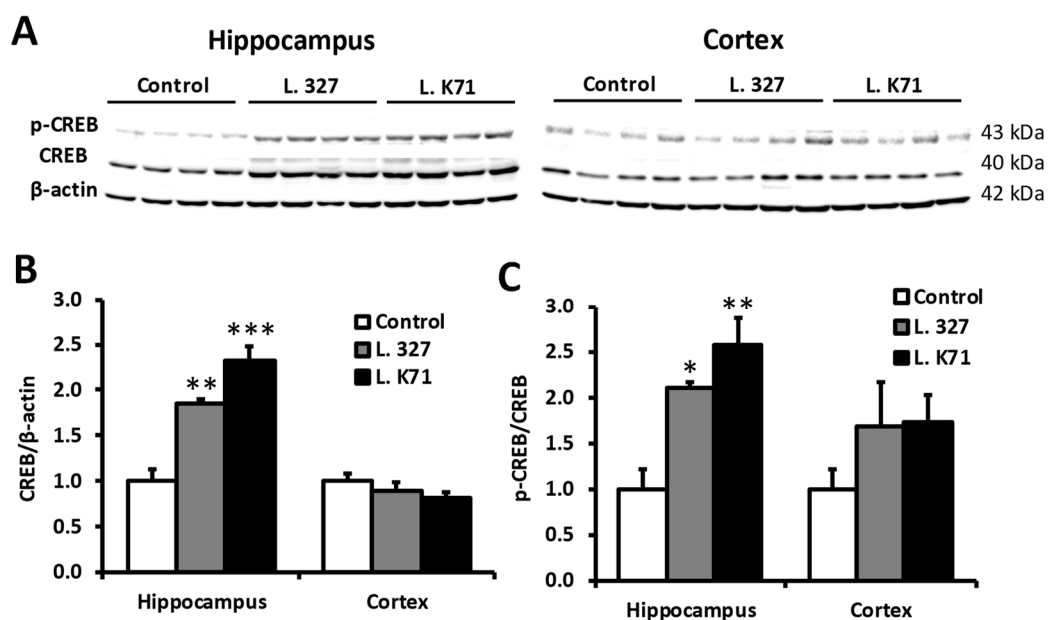 A
Hippocampus
Cortex
Control L. 327 L. K71
Control L. 327 L. K71
p-CREB
43 kDa
CREB
40 kDa
β-actin
42 kDa
B
3.0
2.5
2.0
1.5
1.0
0.5
0.0
CREB/β-actin
** ***
Control
L. 327
L. K71
Hippocampus Cortex
C
3.0
2.5
2.0
1.5
1.0
0.5
0.0
p-CREB/CREB
* **
Control
L. 327
L. K71
Hippocampus Cortex